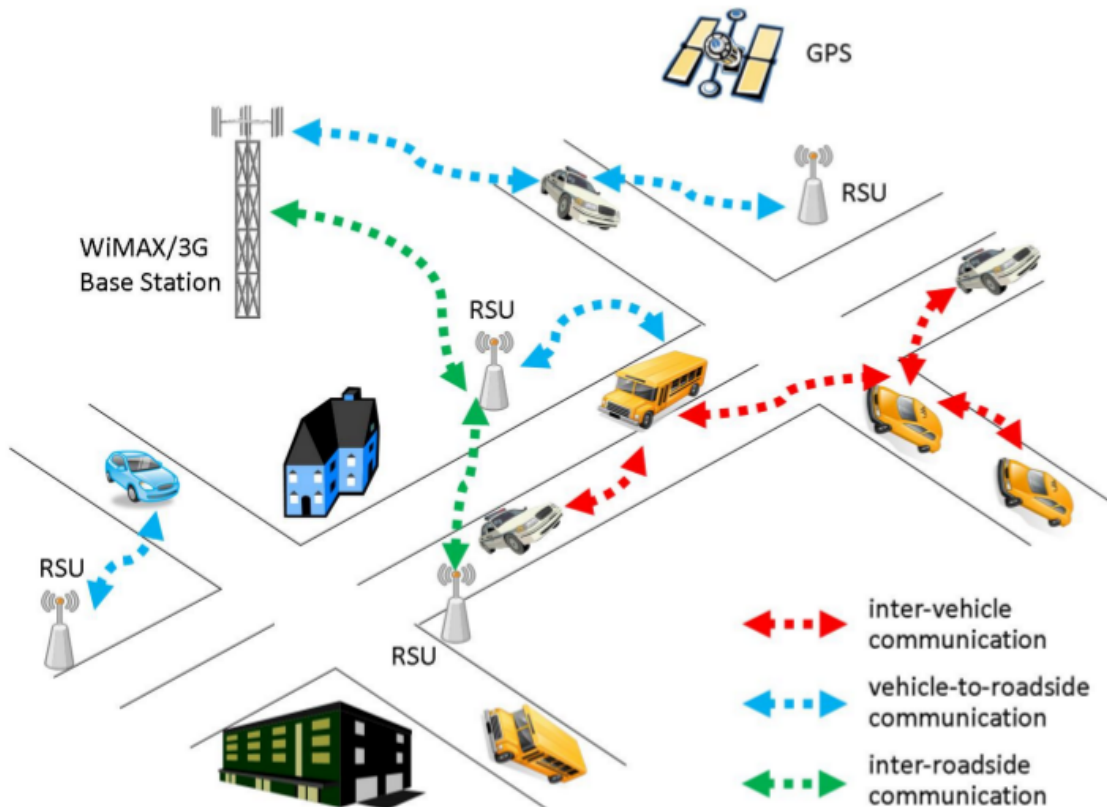 GPS
RSU
WiMAX/3G
Base Station
RSU
RSU
RSU
inter-vehicle
communication
vehicle-to-roadside
communication
inter-roadside
communication